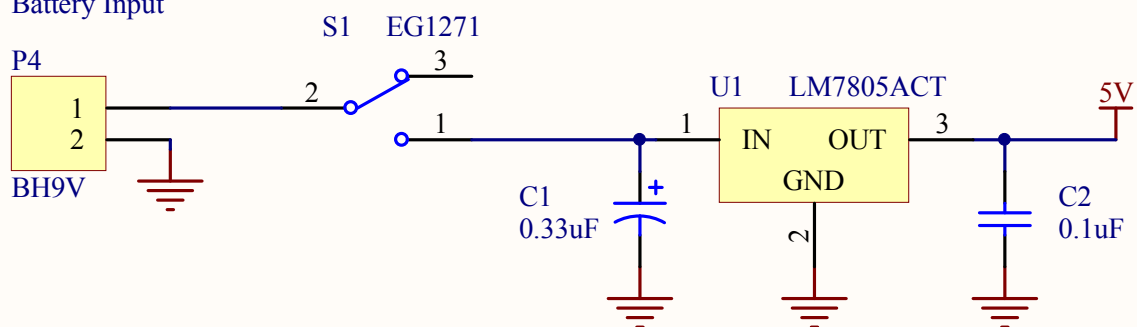 Battery Input
S1 EG1271
P4
3
1
2
2
1
BH9V
U1 LM7805ACT
1
IN OUT
GND
3
2
5V
C1
0.33uF
C2
0.1uF